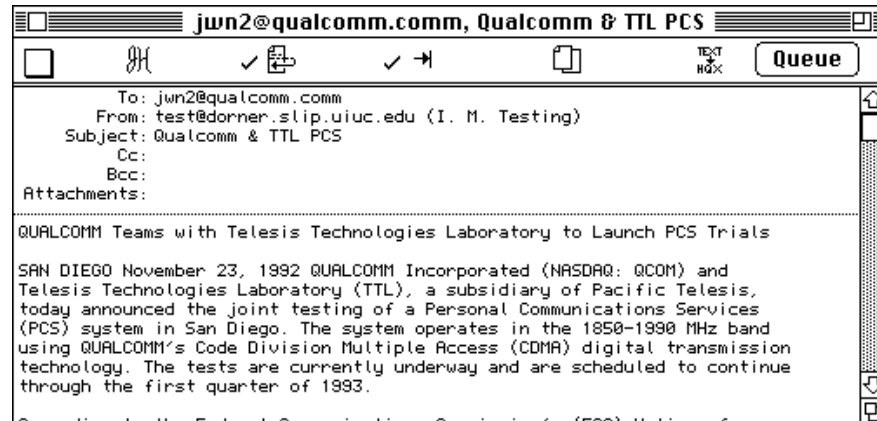 jwn2@qualcomm.comm, Qualcomm & TTL PCS
TEXT
HQX
Queue
To: jwn2@qualcomm.comm
From: test@dorner.slip.uiuc.edu (I. M. Testing)
Subject: Qualcomm & TTL PCS
Cc:
Bcc:
Attachments:
QUALCOMM Teams with Telesis Technologies Laboratory to Launch PCS Trials
SAN DIEGO November 23, 1992 QUALCOMM Incorporated (NASDAQ: QCOM) and
Telesis Technologies Laboratory (TTL), a subsidiary of Pacific Telesis,
today announced the joint testing of a Personal Communications Services
(PCS) system in San Diego. The system operates in the 1850-1990 MHz band
using QUALCOMM's Code Division Multiple Access (CDMA) digital transmission
technology. The tests are currently underway and are scheduled to continue
through the first quarter of 1993.